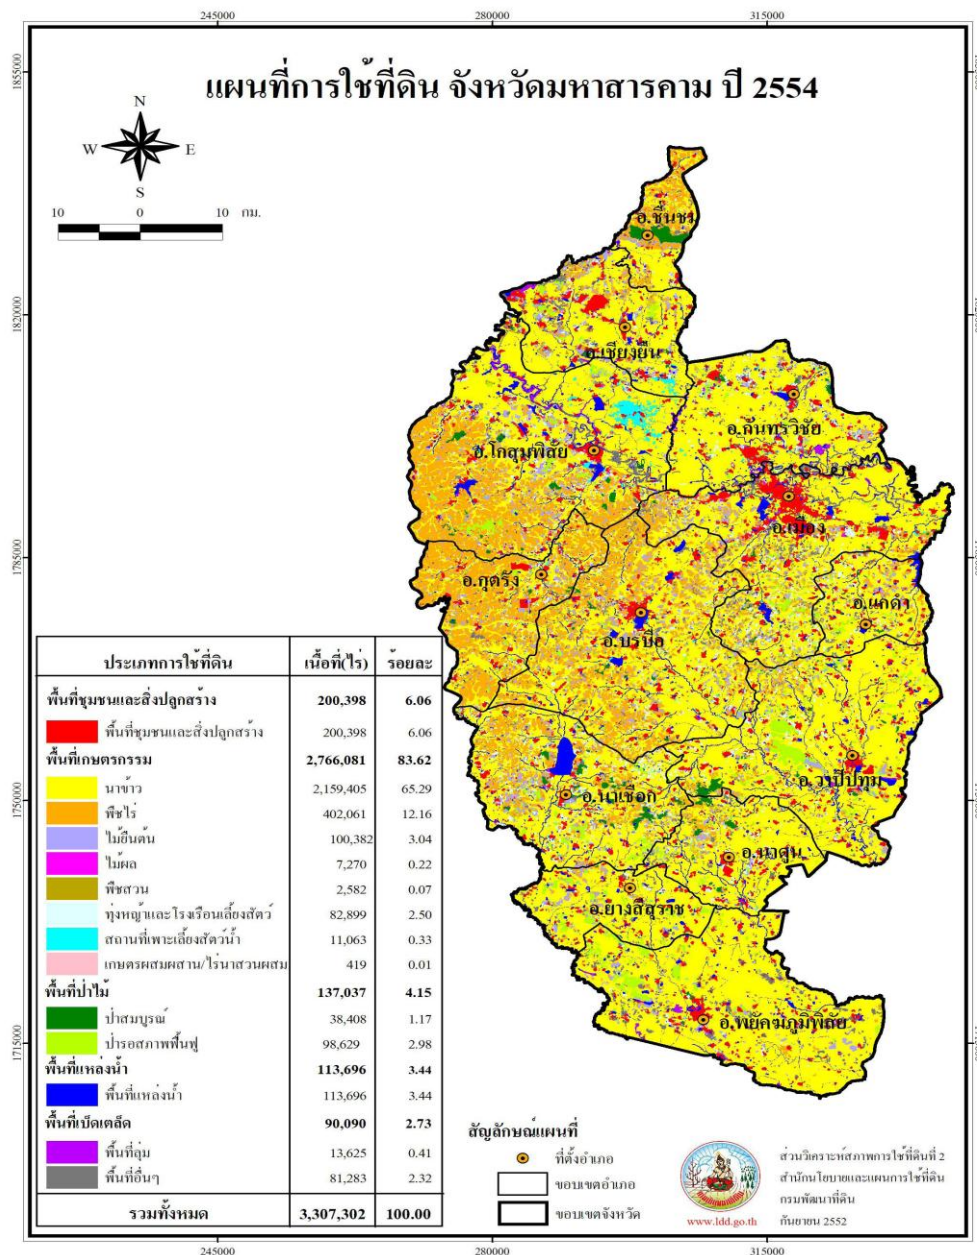 245000 280000 315000
แผนที่การใช้ที่ดิน จังหวัดมหาสารคาม ปี 2554
1855000
N
W E
S
10 0 10 กม.
อ.ชื่นชม
1820000
อ.เชียงยืน
อ.กันทรวิชัย
อ.โกสุมพิสัย
อ.เมือง
1785000
อ.กุดรัง
อ.แกดำ
อ.บรบือ
ประเภทการใช้ที่ดิน เนื้อที่(ไร่) ร้อยละ
พื้นที่ชุมชนและสิ่งปลูกสร้าง 200,398 6.06
พื้นที่ชุมชนและสิ่งปลูกสร้าง 200,398 6.06
พื้นที่เกษตรกรรม 2,766,081 83.62
นาข้าว 2,159,405 65.29
พืชไร่ 402,061 12.16
ไม้ยืนต้น 100,382 3.04
ไม้ผล 7,270 0.22
พืชสวน 2,582 0.07
ทุ่งหญ้าและโรงเรือนเลี้ยงสัตว์ 82,899 2.50
สถานที่เพาะเลี้ยงสัตว์น้ำ 11,063 0.33
เกษตรผสมผสาน/ไร่นาสวนผสม 419 0.01
พื้นที่ป่าไม้ 137,037 4.15
ป่าสมบูรณ์ 38,408 1.17
ป่ารอสภาพฟื้นฟู 98,629 2.98
พื้นที่แหล่งน้ำ 113,696 3.44
พื้นที่แหล่งน้ำ 113,696 3.44
พื้นที่เบ็ดเตล็ด 90,090 2.73
พื้นที่ลุ่ม 13,625 0.41
พื้นที่อื่นๆ 81,283 2.32
รวมทั้งหมด 3,307,302 100.00
1750000
อ.วาปีปทุม
อ.นาเชือก
อ.นาดูน
อ.ยางสีสุราช
1715000
อ.พยัคฆภูมิพิสัย
สัญลักษณ์แผนที่
ที่ตั้งอำเภอ
ขอบเขตอำเภอ
ขอบเขตจังหวัด
www.ldd.go.th
ส่วนวิเคราะห์สภาพการใช้ที่ดินที่ 2
สำนักนโยบายและแผนการใช้ที่ดิน
กรมพัฒนาที่ดิน
กันยายน 2552
245000 280000 315000